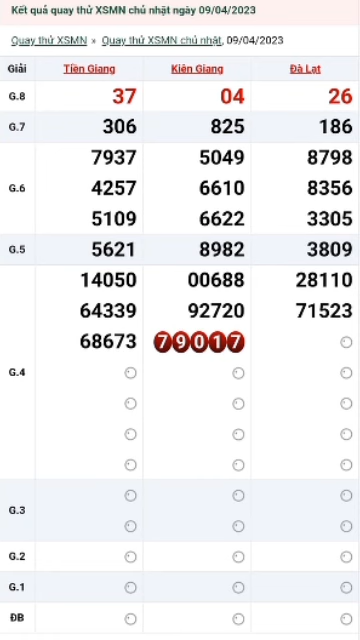 Kết quả quay thử XSMN chủ nhật ngày 09/04/2023
Quay thử XSMN » Quay thử XSMN chủ nhật, 09/04/2023
Giải Tiền Giang Kiên Giang Đà Lạt
G.8 37 04 26
G.7 306 825 186
7937 5049 8798
G.6 4257 6610 8356
5109 6622 3305
G.5 5621 8982 3809
14050 00688 28110
64339 92720 71523
68673 79017
G.4
G.3
G.2
G.1
ĐB